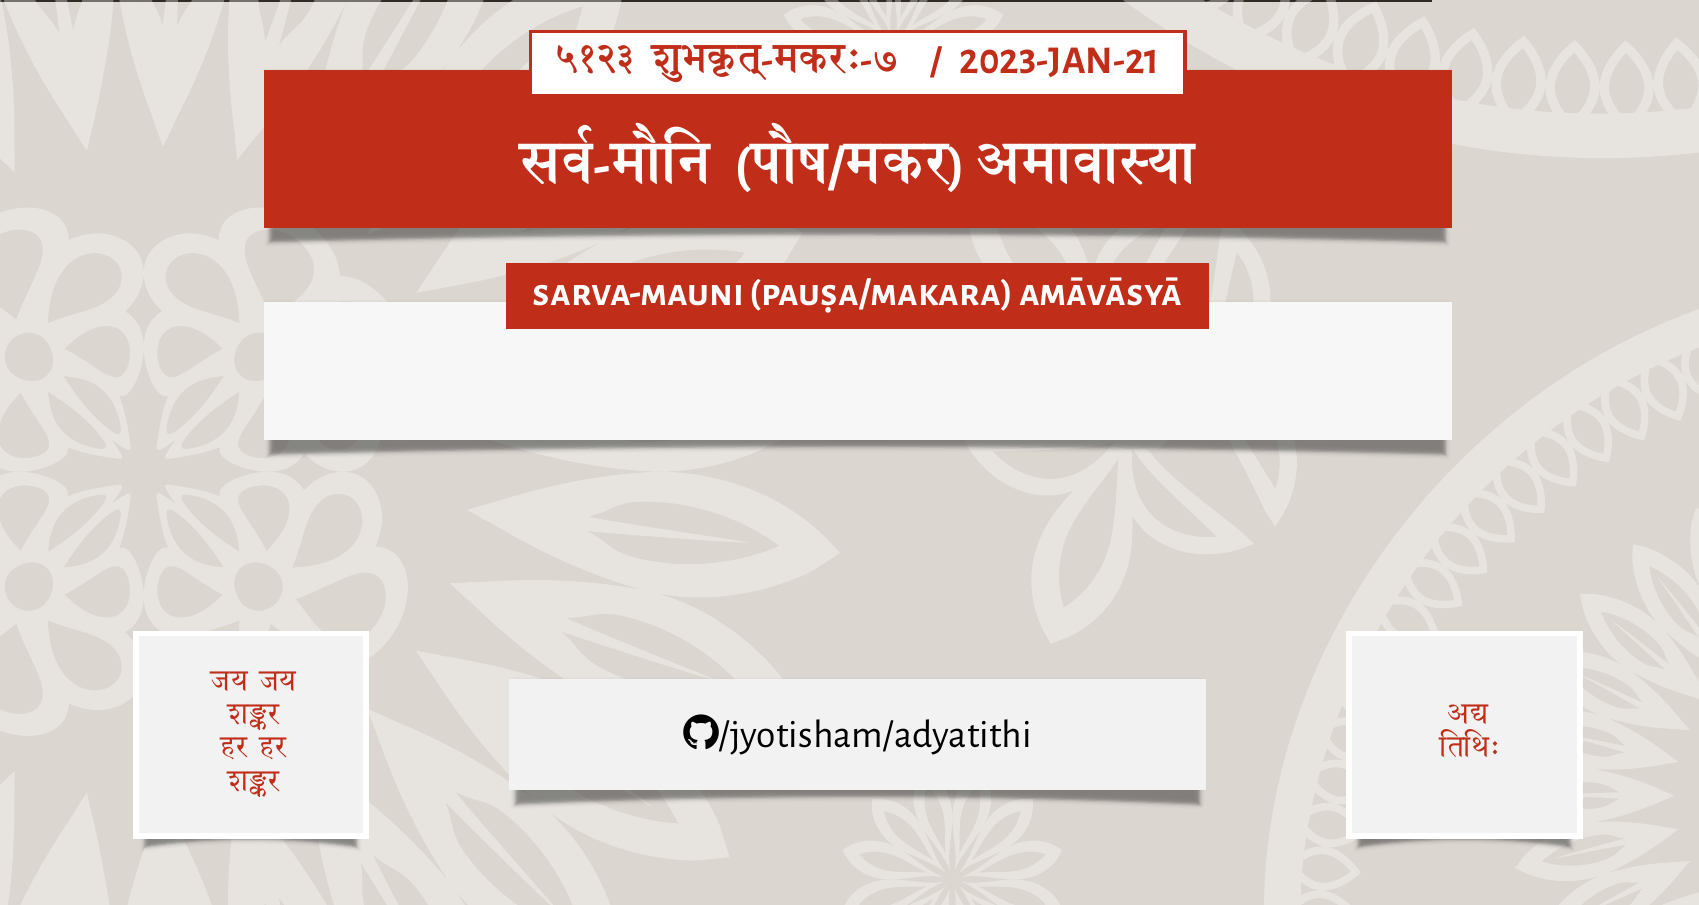 ५१२३ शुभकृत्-मकरः-७ / 2023-JAN-21
सर्व-मौनि (पौष/मकर) अमावास्या
SARVA-MAUNI (PAUṢA/MAKARA) AMĀVĀSYĀ
जय जय
शङ्कर
हर हर
शङ्कर
/jyotisham/adyatithi
अद्य
तिथिः